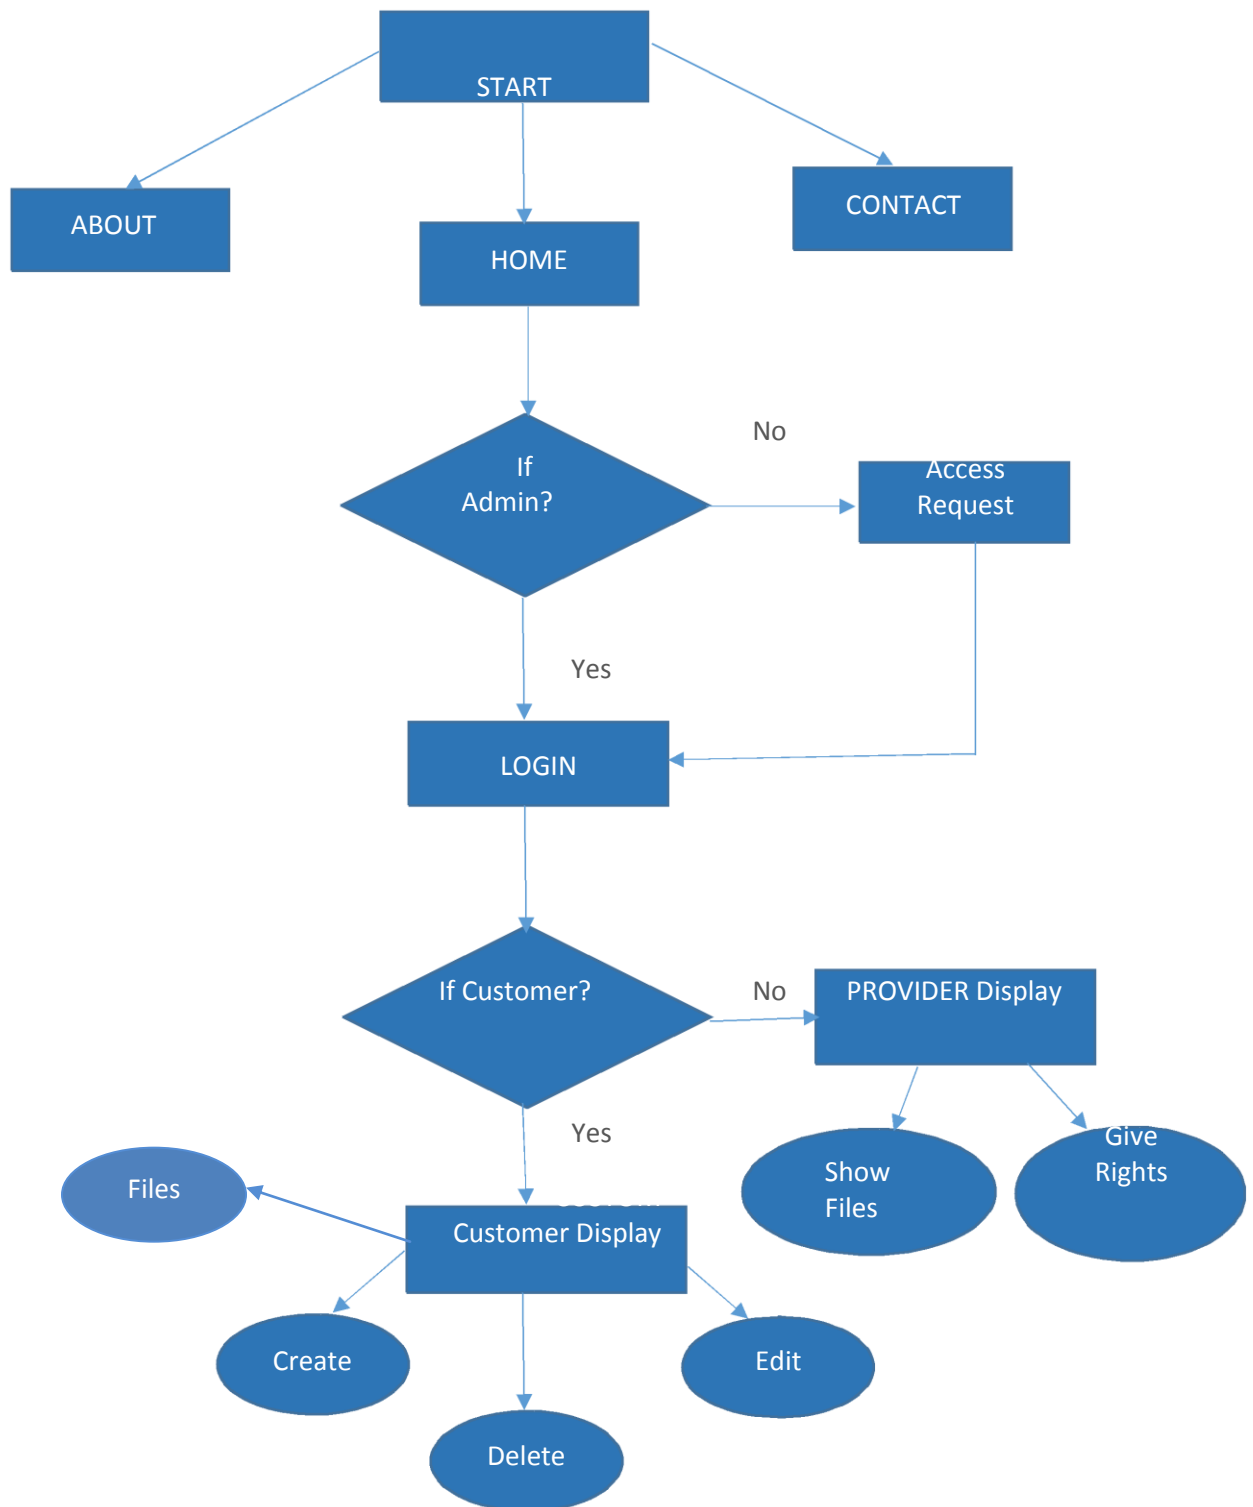 START
ABOUT
CONTACT
HOME
No
If
Admin?
Access
Request
Yes
LOGIN
If Customer?
No
PROVIDER Display
Yes
Give
Rights
Show
Files
Files
Customer Display
Create
Edit
Delete